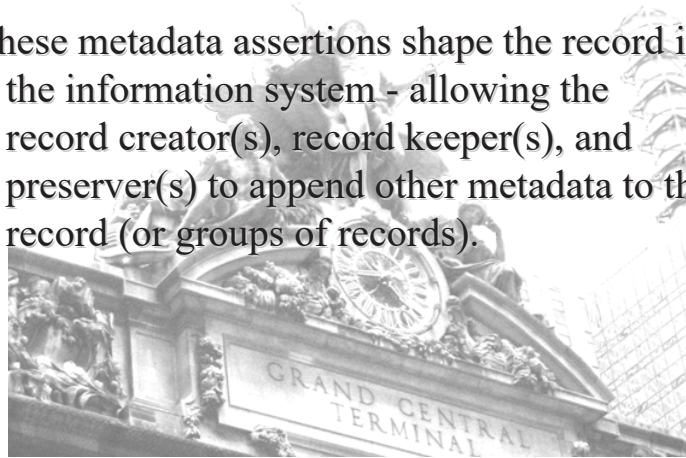 hese metadata assertions shape the record i
the information system - allowing the
record creator(s), record keeper(s), and
preserver(s) to append other metadata to th
record (or groups of records).
GRAND CENTRAL
TERMINAL